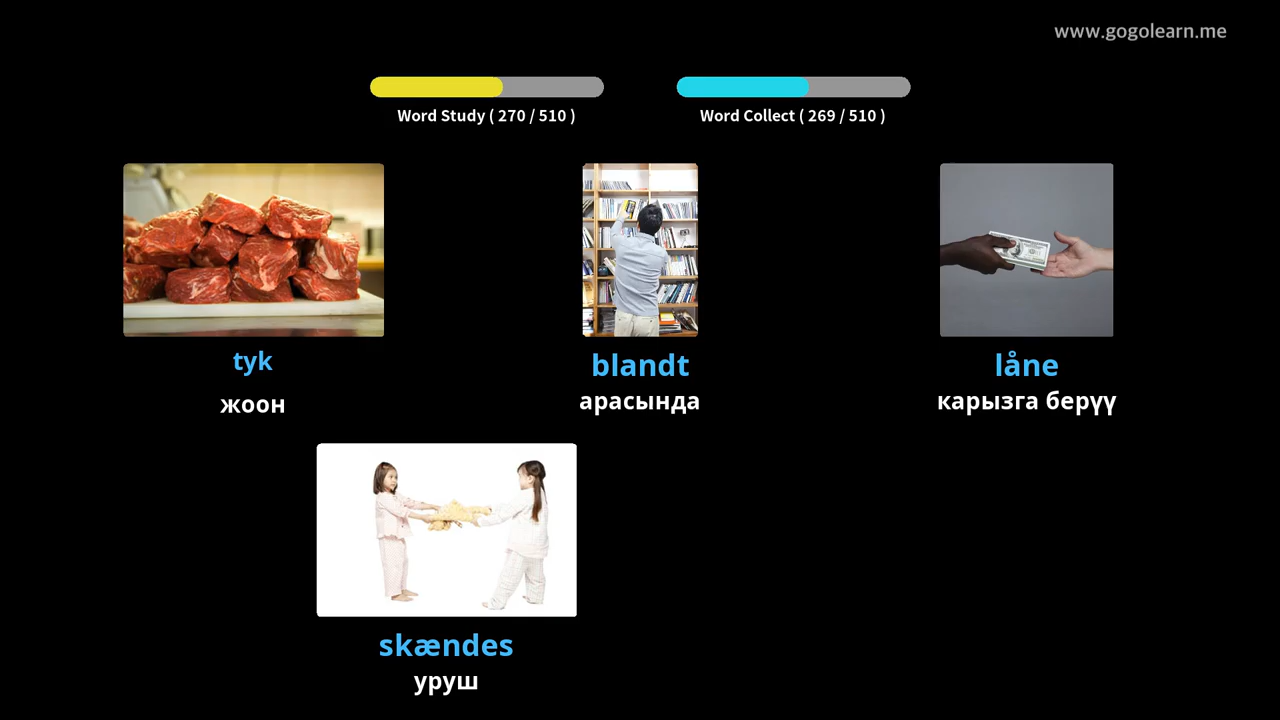 www.gogolearn.me
Word Study ( 270 / 510 )
Word Collect ( 269 / 510 )
tyk
жоон
blandt
арасында
låne
карызга берүү
skændes
уруш